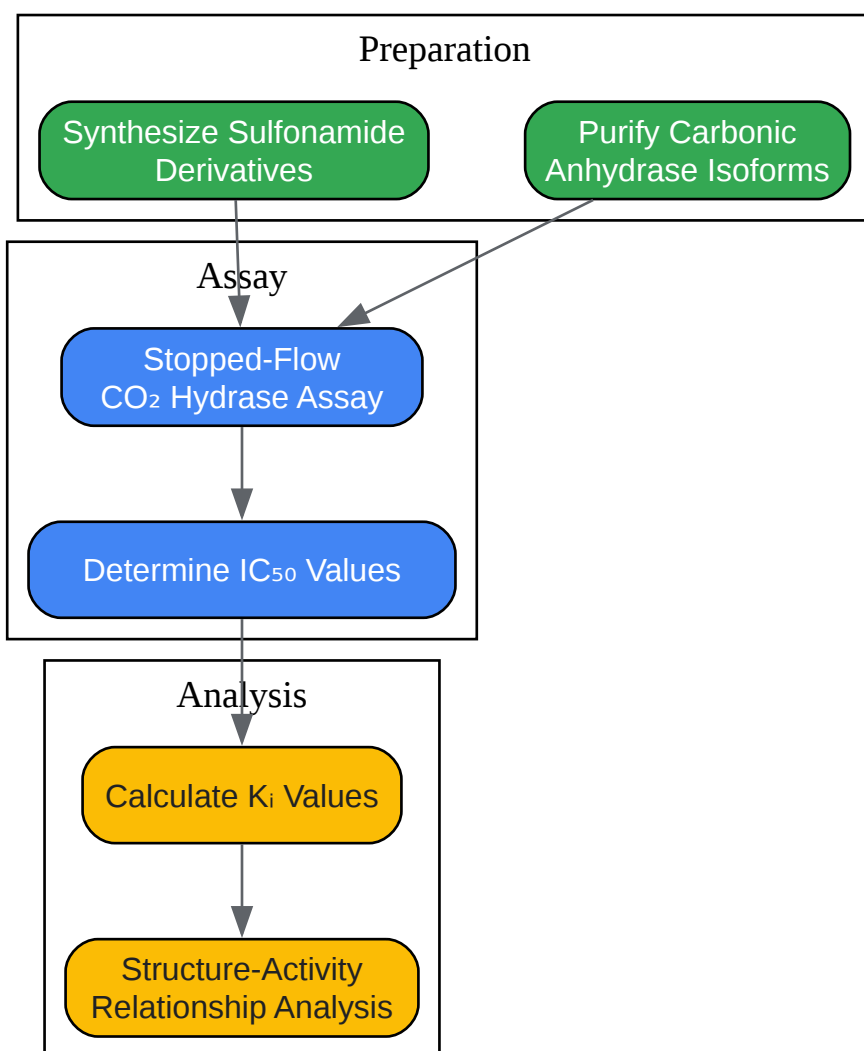 Preparation
Synthesize Sulfonamide
Derivatives
Purify Carbonic
Anhydrase Isoforms
Assay
Stopped-Flow
CO₂ Hydrase Assay
Determine IC₅₀ Values
Analysis
Calculate Kᵢ Values
Structure-Activity
Relationship Analysis